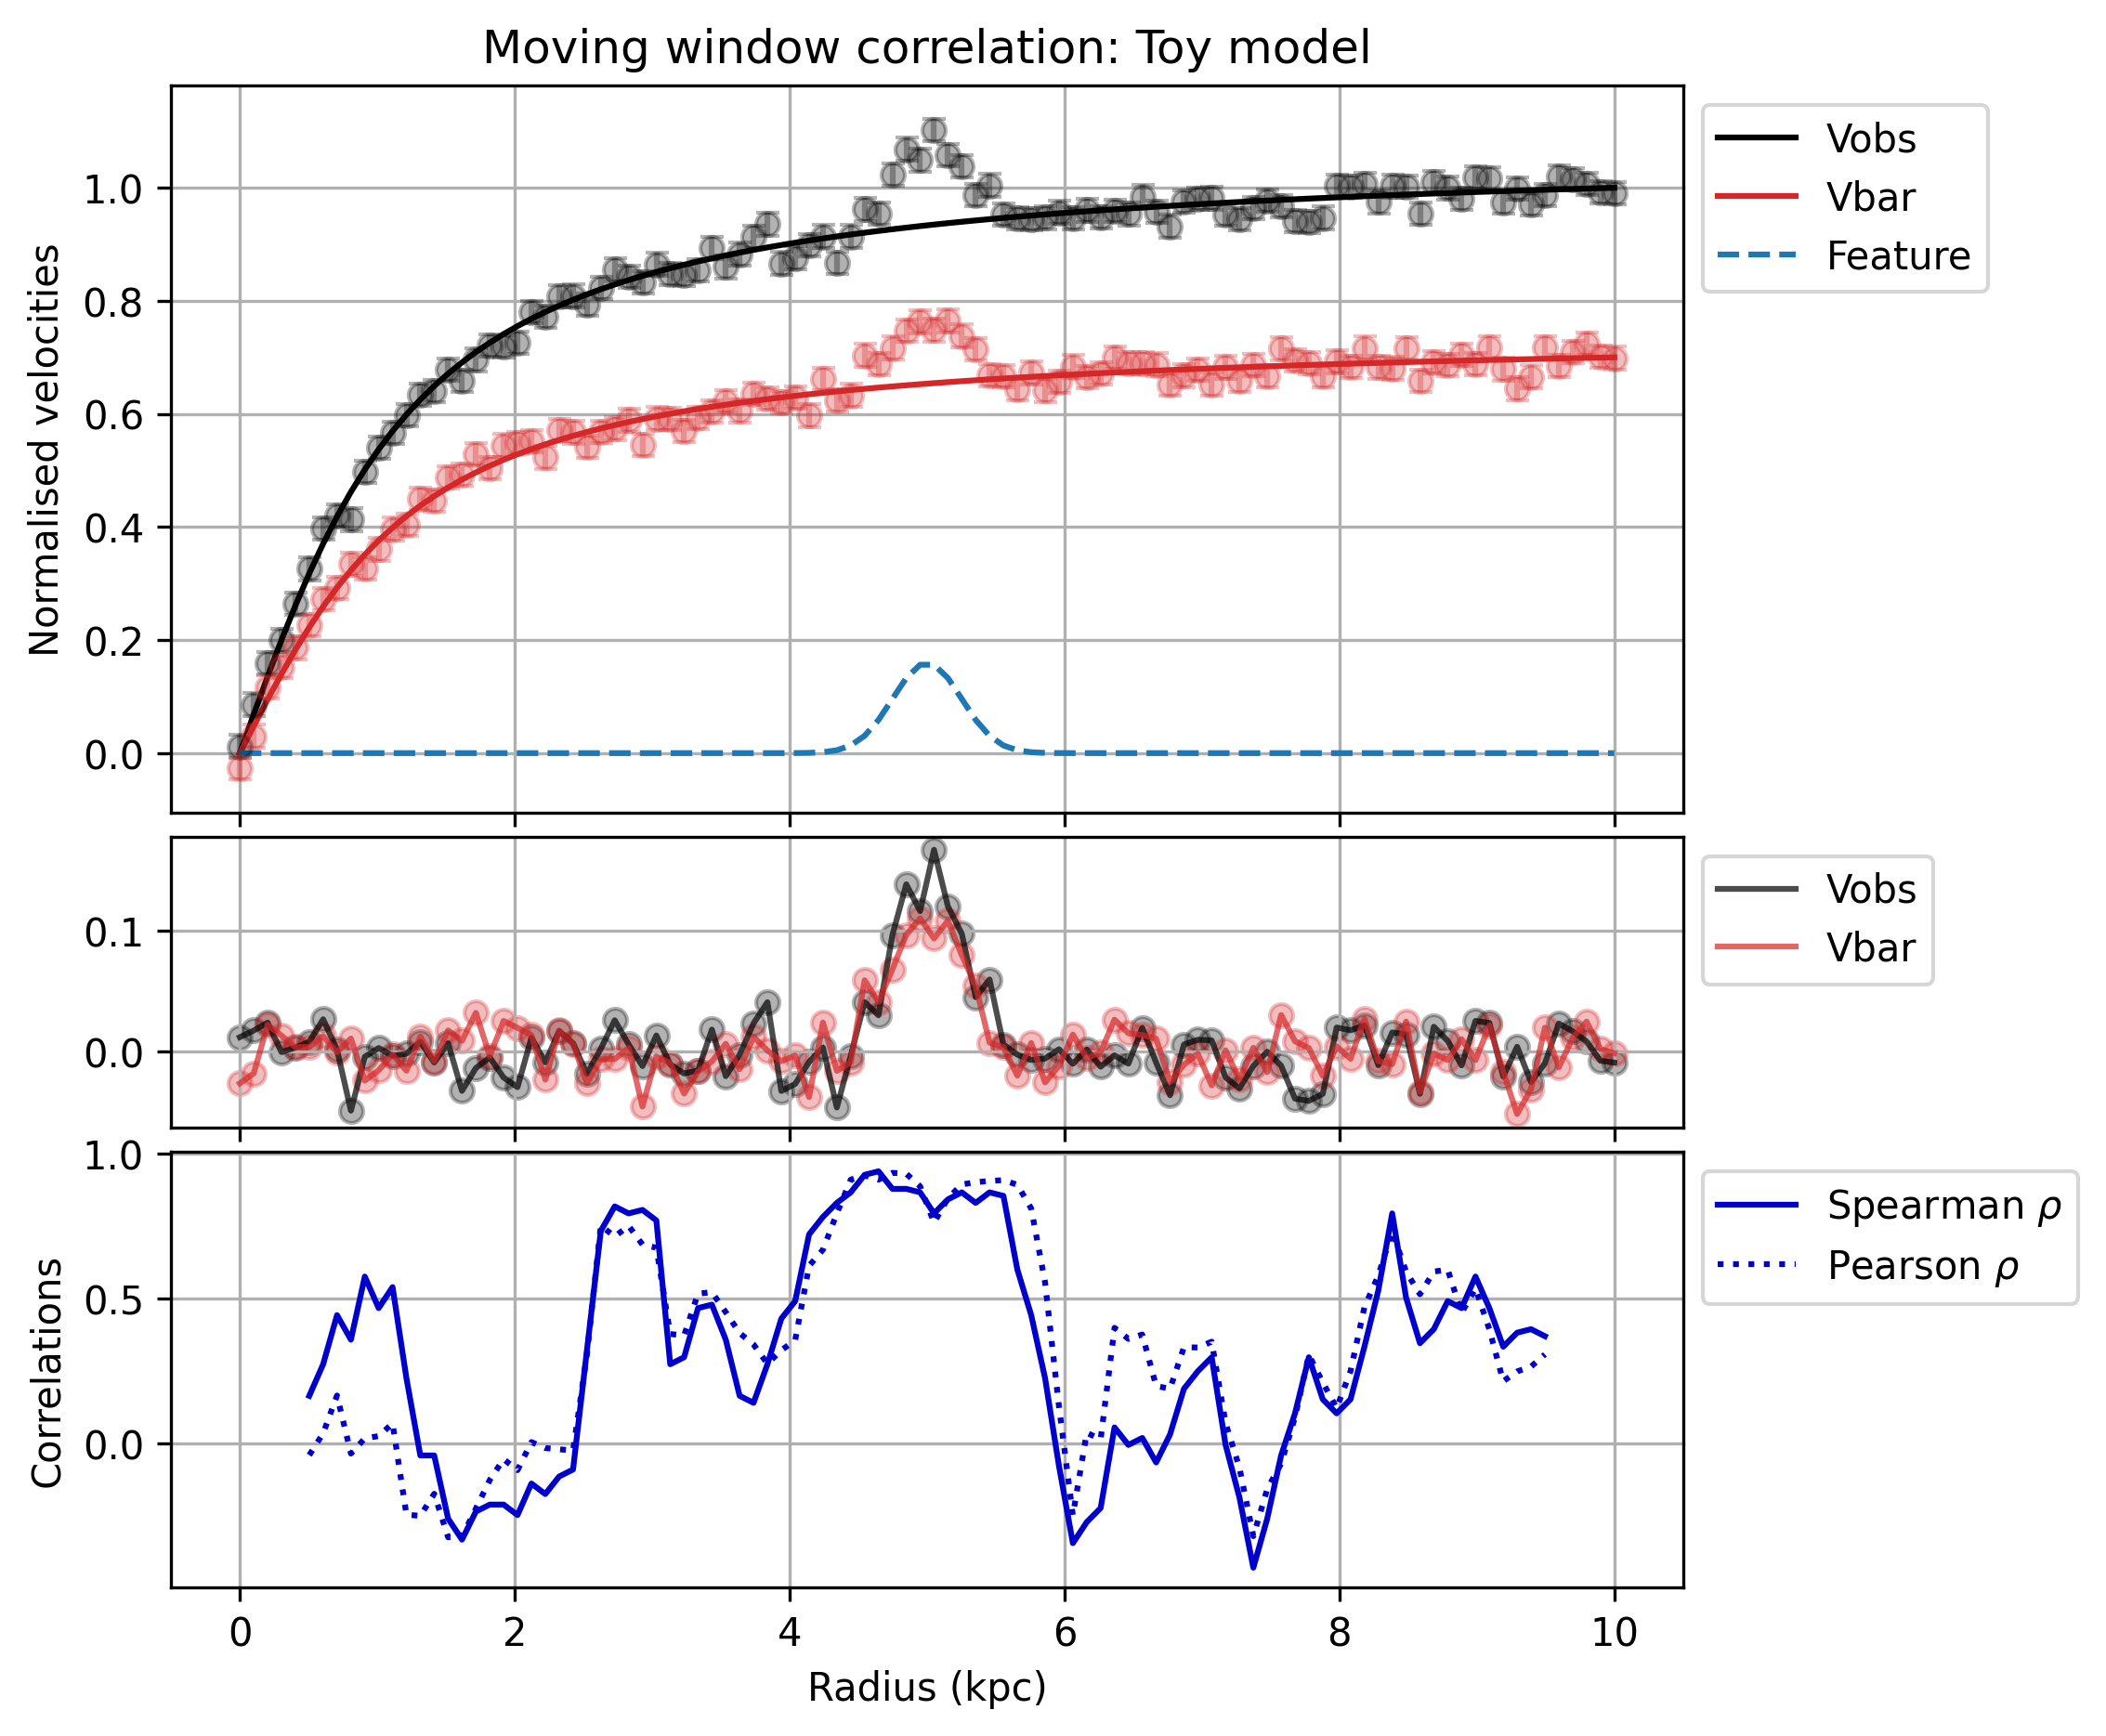 Moving window correlation: Toy model
Normalised velocities
1.0
0.8
0.6
0.4
0.2
0.0
Vobs
Vbar
Feature
0.1
0.0
Vobs
Vbar
Correlations
1.0
0.5
0.0
Spearman ρ
Pearson ρ
0 2 4 6 8 10
Radius (kpc)